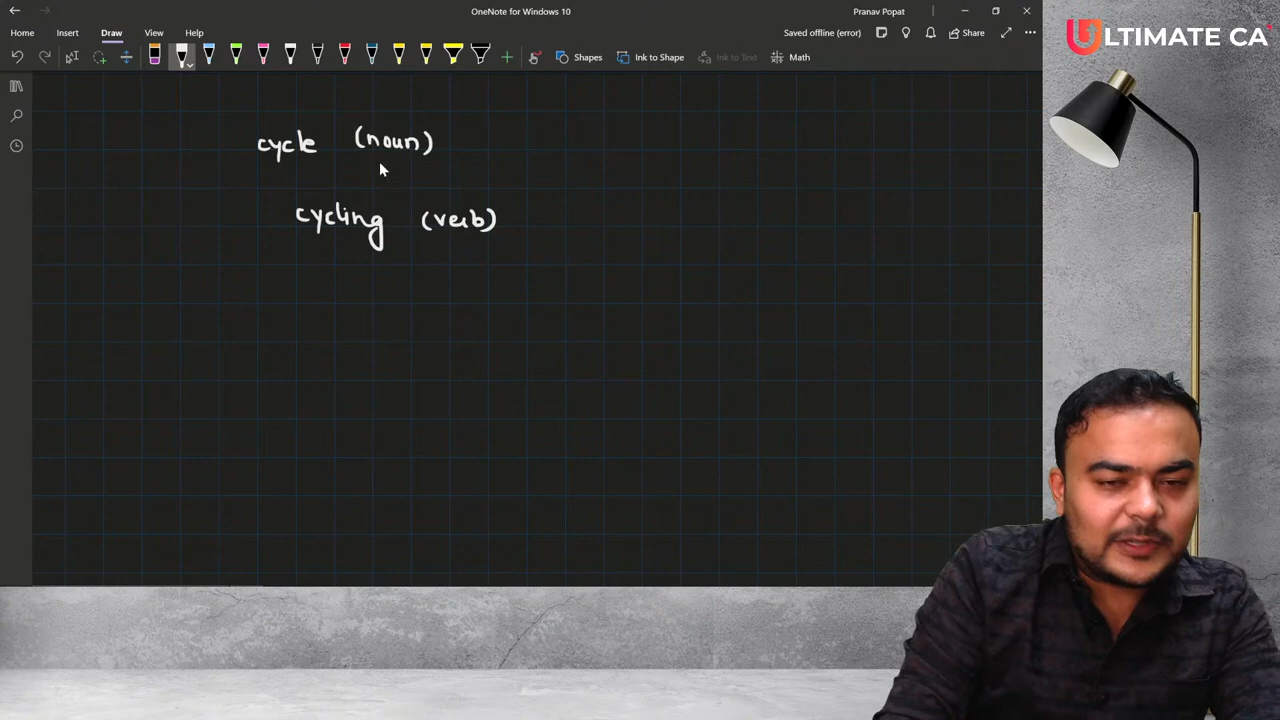 OneNote for Windows 10
Pranav Popat
Home Insert Draw View Help
Saved offline (error)
Share
Shapes
Ink to Shape
Ink to Text
Math
ULTIMATE CA
cycle (noun)
cycling (verb)